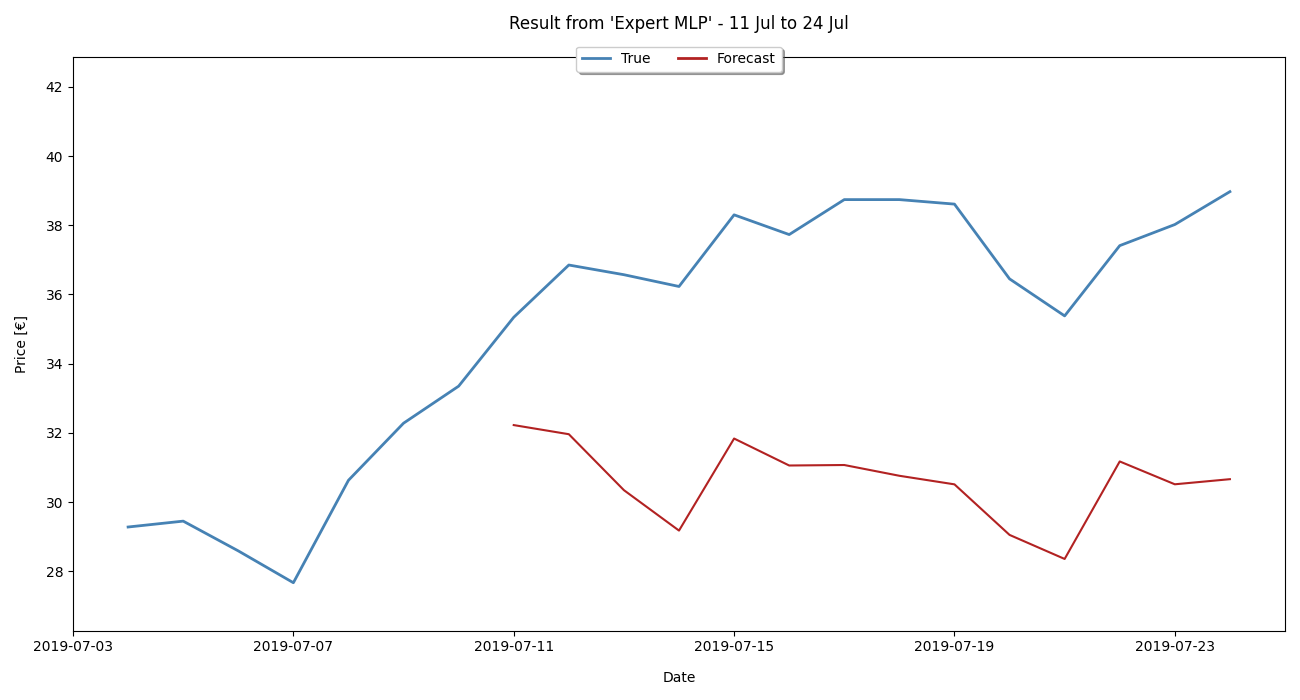 Result from 'Expert MLP' - 11 Jul to 24 Jul
True Forecast
42
40
38
36
34
32
30
28
Price [€]
2019-07-03 2019-07-07 2019-07-11 2019-07-15 2019-07-19 2019-07-23
Date